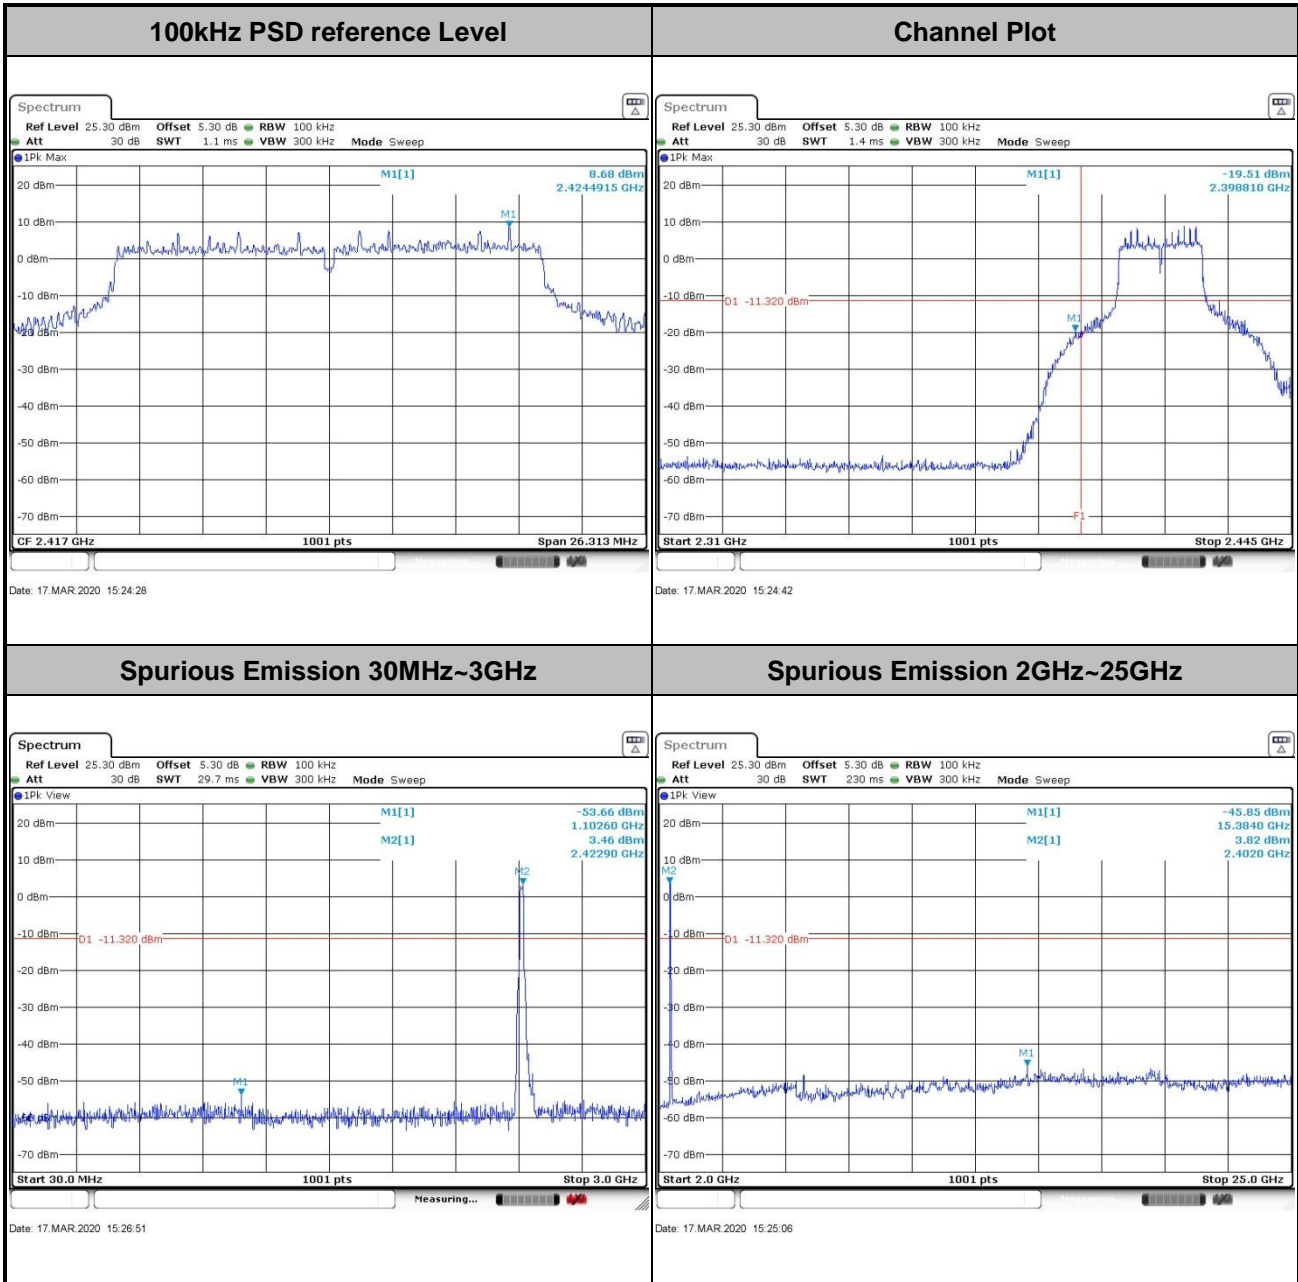 100kHz PSD reference Level
Channel Plot
Spectrum
Ref Level 25.30 dBm Offset 5.30 dB RBW 100 kHz
Att 30 dB SWT 1.1 ms VBW 300 kHz Mode Sweep
1Pk Max
M1[1] 8.68 dBm
2.4244915 GHz
20 dBm
M1
10 dBm
0 dBm
-10 dBm
-20 dBm
-30 dBm
-40 dBm
-50 dBm
-60 dBm
-70 dBm
CF 2.417 GHz 1001 pts Span 26.313 MHz
Date: 17.MAR.2020 15:24:28
Spectrum
Ref Level 25.30 dBm Offset 5.30 dB RBW 100 kHz
Att 30 dB SWT 1.4 ms VBW 300 kHz Mode Sweep
1Pk Max
M1[1] -19.51 dBm
2.398810 GHz
20 dBm
10 dBm
0 dBm
-10 dBm
D1 -11.320 dBm
M1
-20 dBm
-30 dBm
-40 dBm
-50 dBm
-60 dBm
-70 dBm
F1
Start 2.31 GHz 1001 pts Stop 2.445 GHz
Date: 17.MAR.2020 15:24:42
Spurious Emission 30MHz~3GHz
Spurious Emission 2GHz~25GHz
Spectrum
Ref Level 25.30 dBm Offset 5.30 dB RBW 100 kHz
Att 30 dB SWT 29.7 ms VBW 300 kHz Mode Sweep
1Pk View
M1[1] -53.66 dBm
1.10260 GHz
20 dBm
M2[1] 3.46 dBm
2.42290 GHz
10 dBm
M2
0 dBm
-10 dBm
D1 -11.320 dBm
-20 dBm
-30 dBm
-40 dBm
-50 dBm
M1
-70 dBm
Start 30.0 MHz 1001 pts Stop 3.0 GHz
Measuring...
Date: 17.MAR.2020 15:26:51
Spectrum
Ref Level 25.30 dBm Offset 5.30 dB RBW 100 kHz
Att 30 dB SWT 230 ms VBW 300 kHz Mode Sweep
1Pk View
M1[1] -45.85 dBm
15.3840 GHz
20 dBm
M2[1] 3.82 dBm
2.4020 GHz
10 dBm
M2
0 dBm
-10 dBm
D1 -11.320 dBm
-20 dBm
-30 dBm
-40 dBm
M1
-50 dBm
-60 dBm
-70 dBm
Start 2.0 GHz 1001 pts Stop 25.0 GHz
Date: 17.MAR.2020 15:25:06